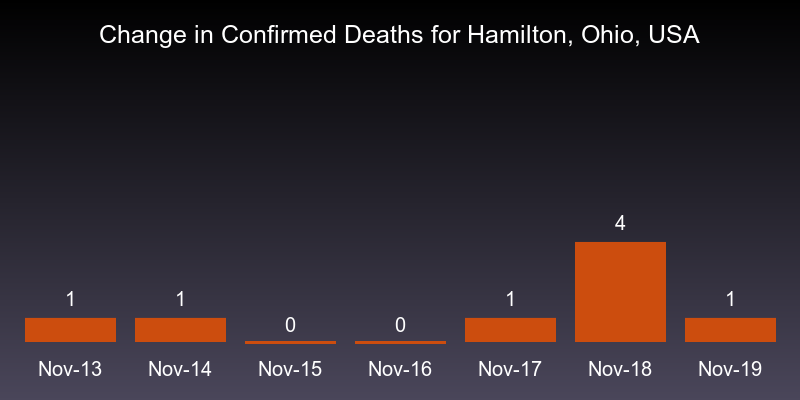 Change in Confirmed Deaths for Hamilton, Ohio, USA
4
1 1 0 0 1 1
Nov-13 Nov-14 Nov-15 Nov-16 Nov-17 Nov-18 Nov-19